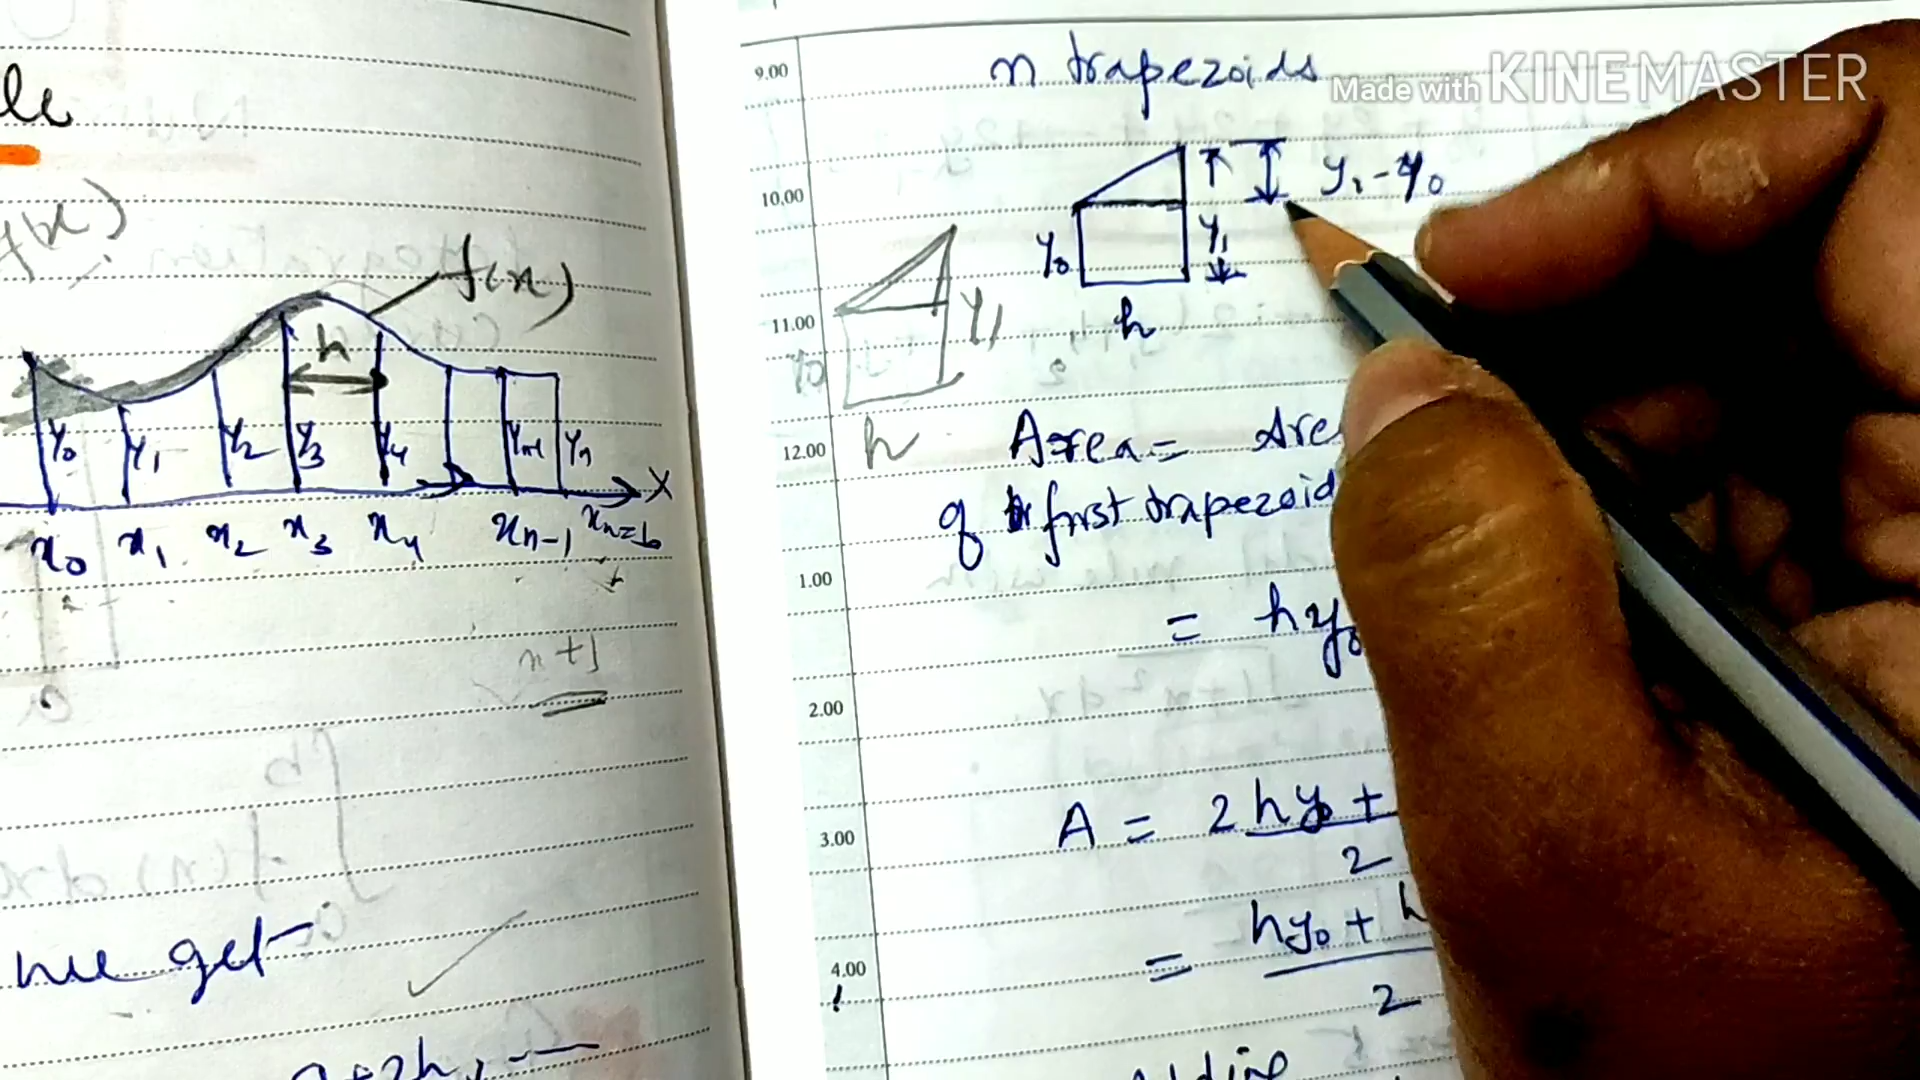 le
f(x)
f(x)
h
y0 y1 y2 y3 y4 yn-1 yn
X
x0 x1 x2 x3 x4 xn-1 xn=b
n+1
we get
a+2h,
Made with KINEMASTER
9.00
n trapezoids
10.00
y1-y0
y0
y1
h
11.00
y1
h
12.00
Area = Are
of first trapezoid
1.00
= hy0
2.00
3.00
A = 2hy0 +
2
4.00
= hy0 + h
2